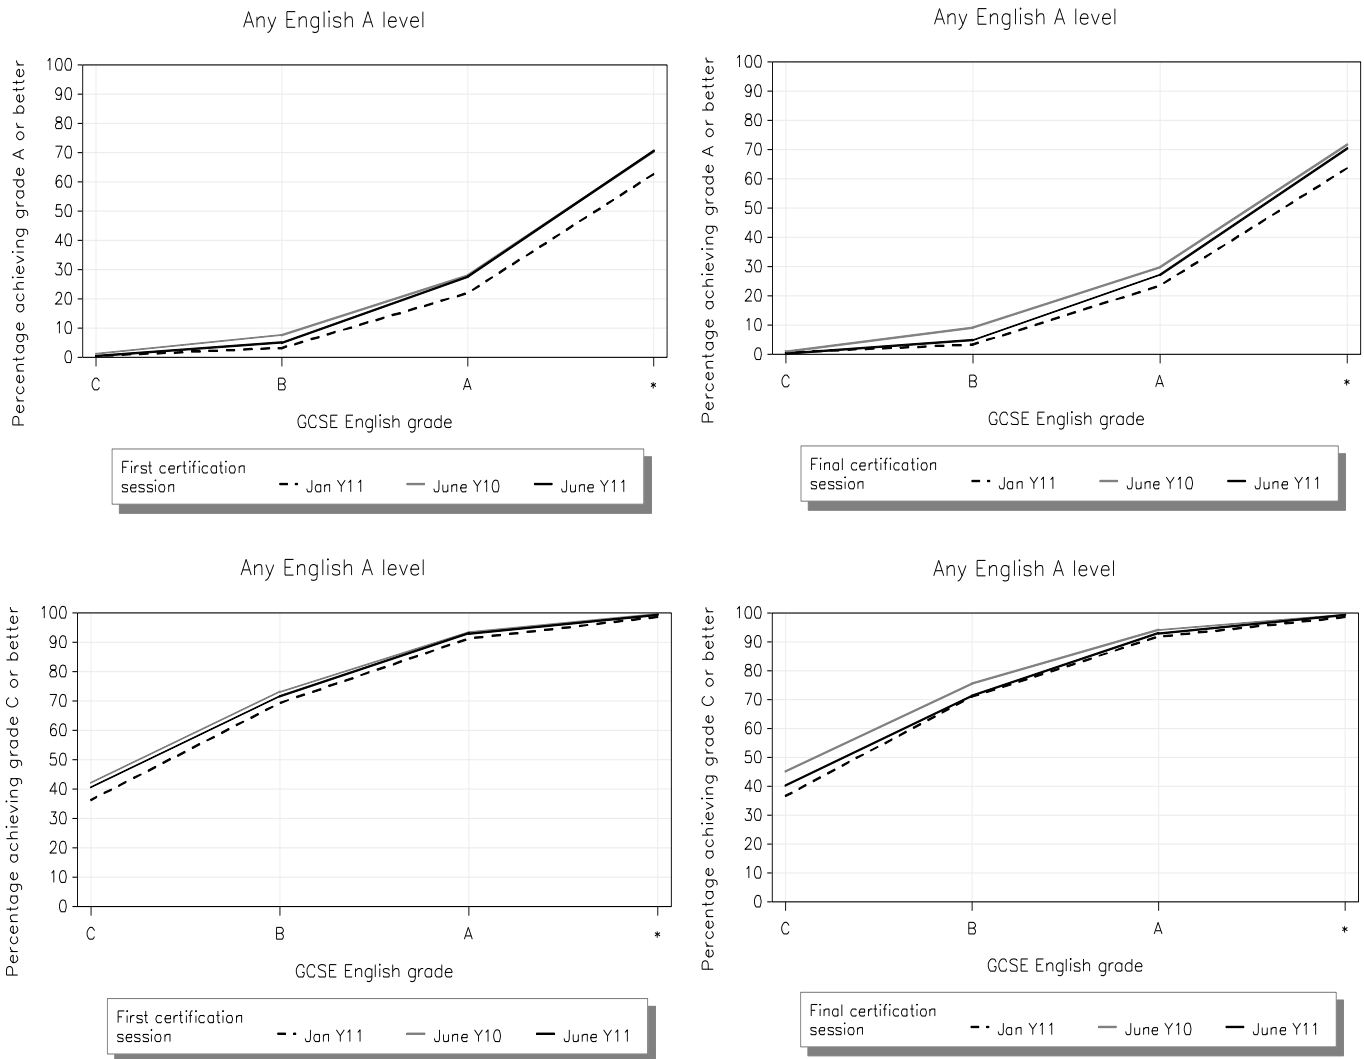 Any English A level
Percentage achieving grade A or better
100
90
80
70
60
50
40
30
20
10
0
C B A *
GCSE English grade
First certification
session Jan Y11 June Y10 June Y11
Any English A level
Percentage achieving grade A or better
100
90
80
70
60
50
40
30
20
10
0
C B A *
GCSE English grade
Final certification
session Jan Y11 June Y10 June Y11
Any English A level
Percentage achieving grade C or better
100
90
80
70
60
50
40
30
20
10
0
C B A *
GCSE English grade
First certification
session Jan Y11 June Y10 June Y11
Any English A level
Percentage achieving grade C or better
100
90
80
70
60
50
40
30
20
10
0
C B A *
GCSE English grade
Final certification
session Jan Y11 June Y10 June Y11